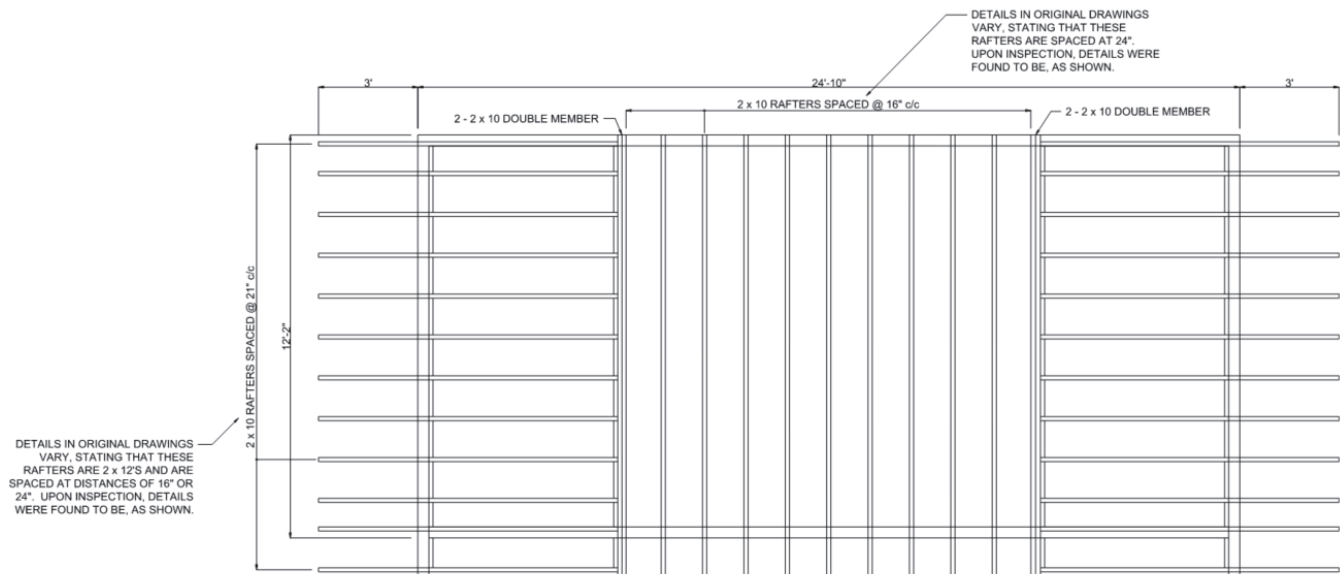 DETAILS IN ORIGINAL DRAWINGS
VARY, STATING THAT THESE
RAFTERS ARE SPACED AT 24".
UPON INSPECTION, DETAILS WERE
FOUND TO BE, AS SHOWN.
3'
24'-10"
3'
2 x 10 RAFTERS SPACED @ 16" c/c
2 - 2 x 10 DOUBLE MEMBER
2 - 2 x 10 DOUBLE MEMBER
2 x 10 RAFTERS SPACED @ 21" c/c
12'-2"
DETAILS IN ORIGINAL DRAWINGS
VARY, STATING THAT THESE
RAFTERS ARE 2 x 12'S AND ARE
SPACED AT DISTANCES OF 16" OR
24". UPON INSPECTION, DETAILS
WERE FOUND TO BE, AS SHOWN.